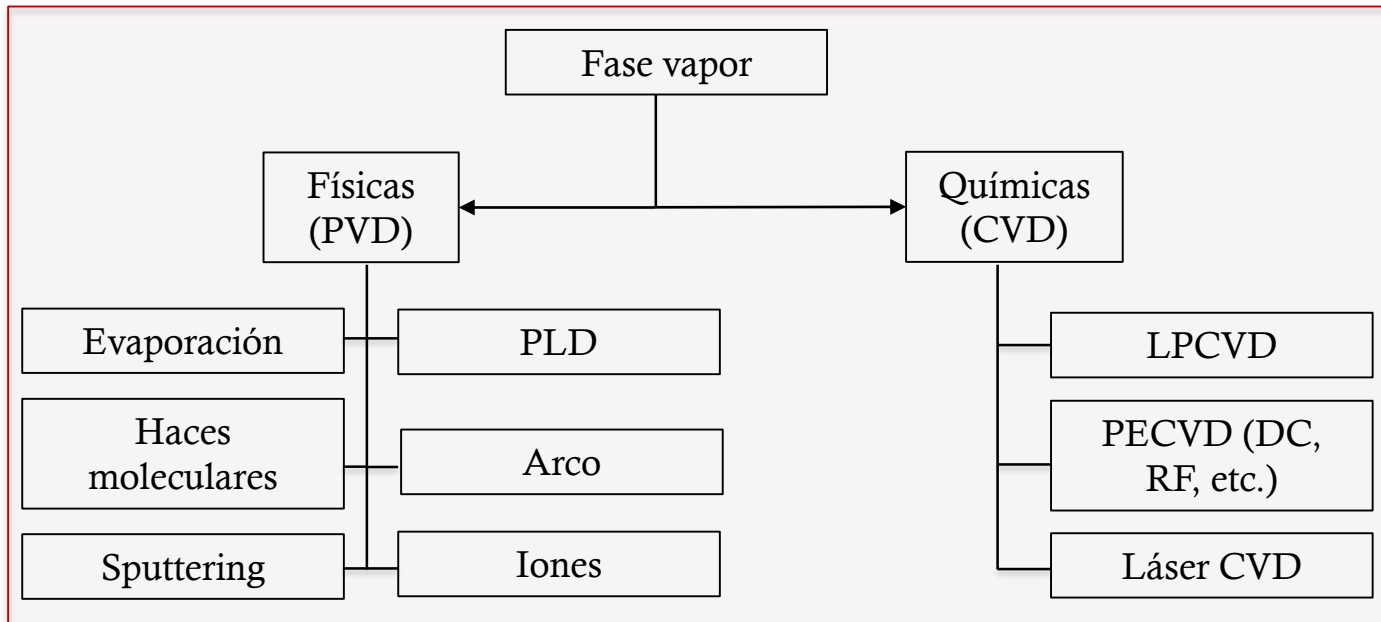 Fase vapor
Físicas
(PVD)
Químicas
(CVD)
Evaporación
PLD
LPCVD
Haces
moleculares
Arco
PECVD (DC,
RF, etc.)
Sputtering
Iones
Láser CVD